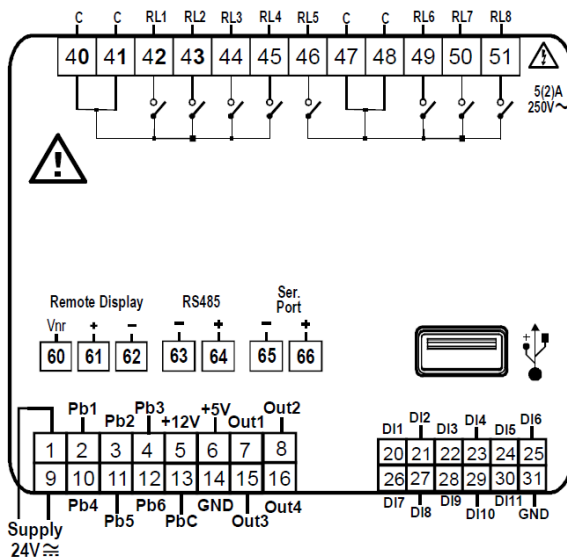 C C RL1 RL2 RL3 RL4 RL5 C C RL6 RL7 RL8
40 41 42 43 44 45 46 47 48 49 50 51
5(2)A
250V~
Remote Display RS485 Ser. Port
Vnr + − − + − +
60 61 62 63 64 65 66
Pb1 Pb2 Pb3 +12V +5V Out1 Out2
1 2 3 4 5 6 7 8
9 10 11 12 13 14 15 16
Pb4 Pb5 Pb6 PbC GND Out3 Out4
Supply
24V≂
DI1 DI2 DI3 DI4 DI5 DI6
20 21 22 23 24 25
26 27 28 29 30 31
DI7 DI8 DI9 DI10 DI11 GND